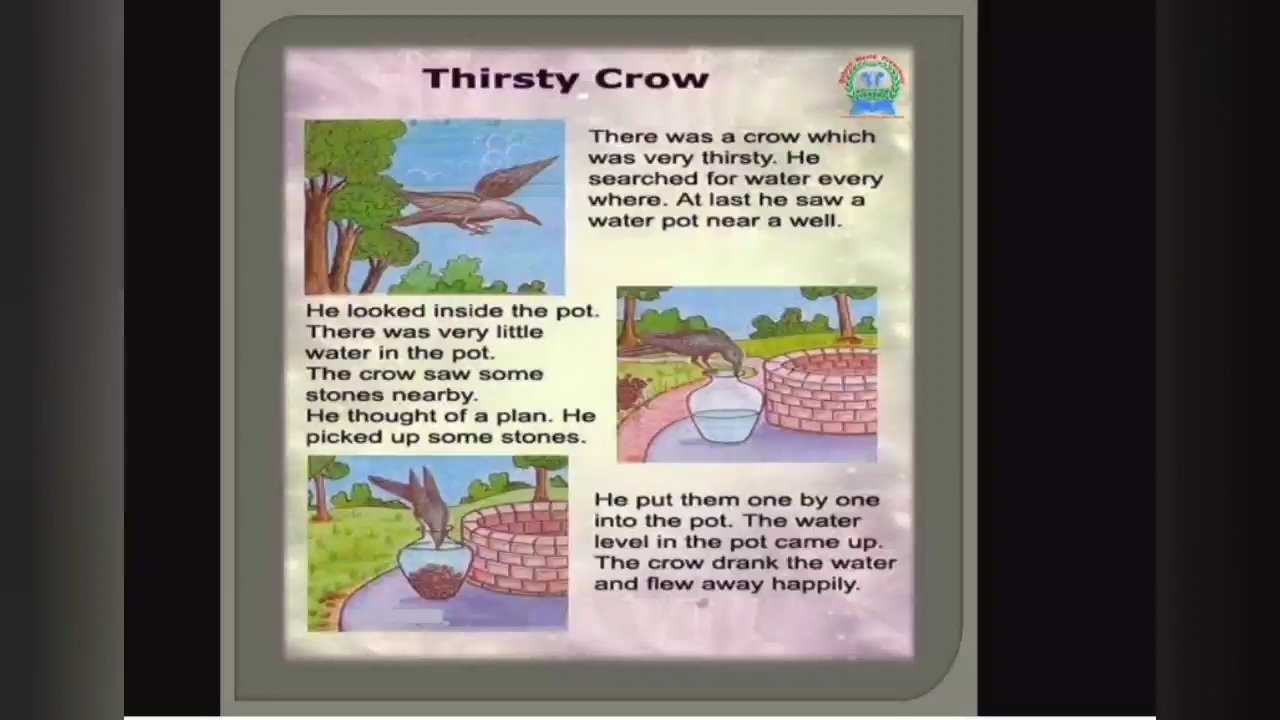 Thirsty Crow
There was a crow which
was very thirsty. He
searched for water every
where. At last he saw a
water pot near a well.
He looked inside the pot.
There was very little
water in the pot.
The crow saw some
stones nearby.
He thought of a plan. He
picked up some stones.
He put them one by one
into the pot. The water
level in the pot came up.
The crow drank the water
and flew away happily.